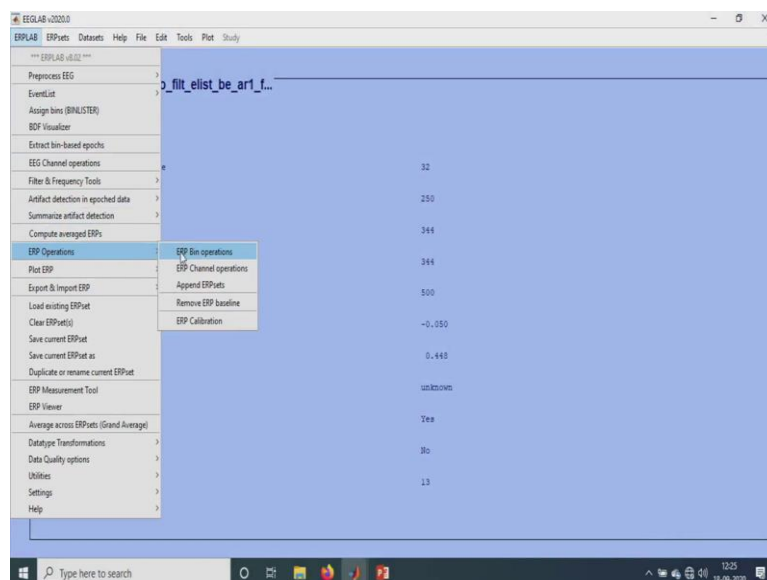 EEGLAB v2020.0
ERPLAB ERPsets Datasets Help File Edit Tools Plot Study
*** ERPLAB v8.02 ***
Preprocess EEG
EventList
Assign bins (BINLISTER)
BDF Visualizer
Extract bin-based epochs
EEG Channel operations
Filter & Frequency Tools
Artifact detection in epoched data
Summarize artifact detection
Compute averaged ERPs
ERP Operations
Plot ERP
Export & Import ERP
Load existing ERPset
Clear ERPset(s)
Save current ERPset
Save current ERPset as
Duplicate or rename current ERPset
ERP Measurement Tool
ERP Viewer
Average across ERPsets (Grand Average)
Datatype Transformations
Data Quality options
Utilities
Settings
Help
ERP Bin operations
ERP Channel operations
Append ERPsets
Remove ERP baseline
ERP Calibration
_filt_elist_be_ar1_f...
32
250
344
344
500
-0.050
0.448
unknown
Yes
No
13
Type here to search
12:25
18-09-2020